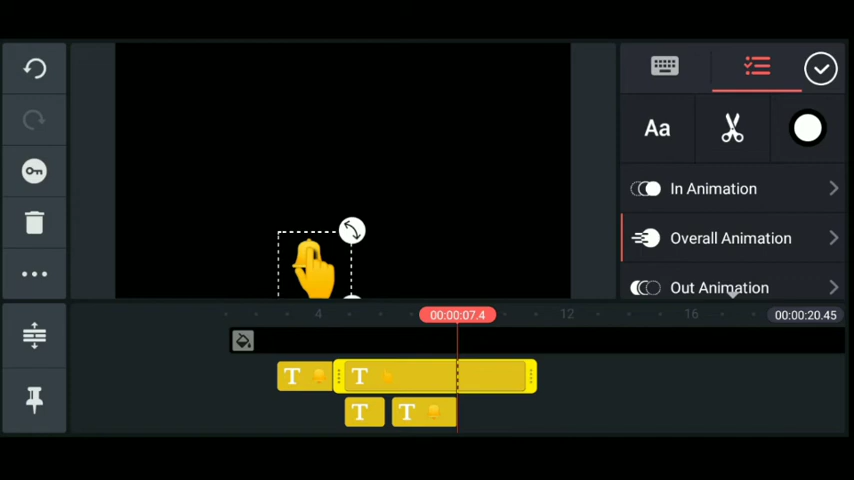 Aa
In Animation
Overall Animation
Out Animation
4
00:00:07.4
12
16
00:00:20.45
T
T
T
T